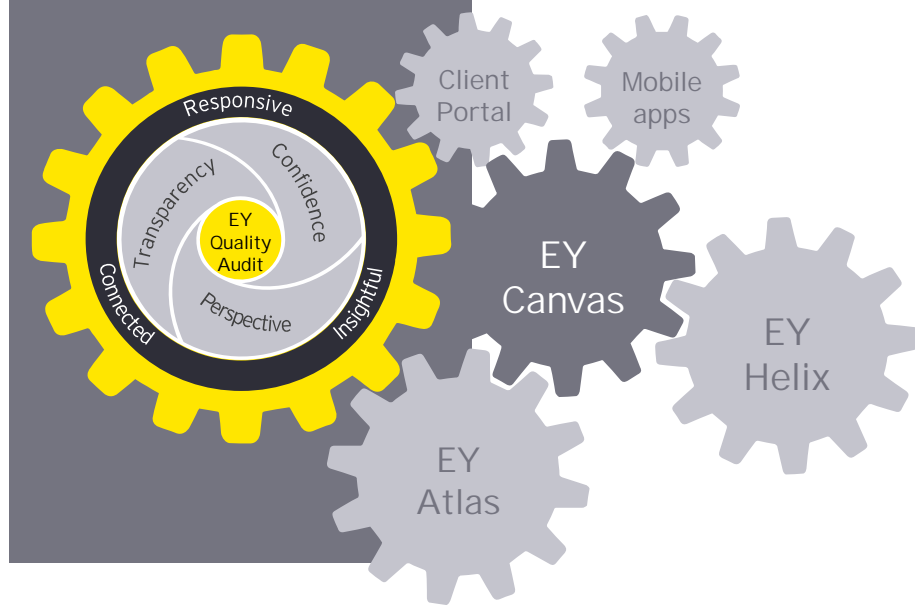 Responsive
Connected
Insightful
Transparency
Confidence
Perspective
EY
Quality
Audit
Client
Portal
Mobile
apps
EY
Canvas
EY
Helix
EY
Atlas